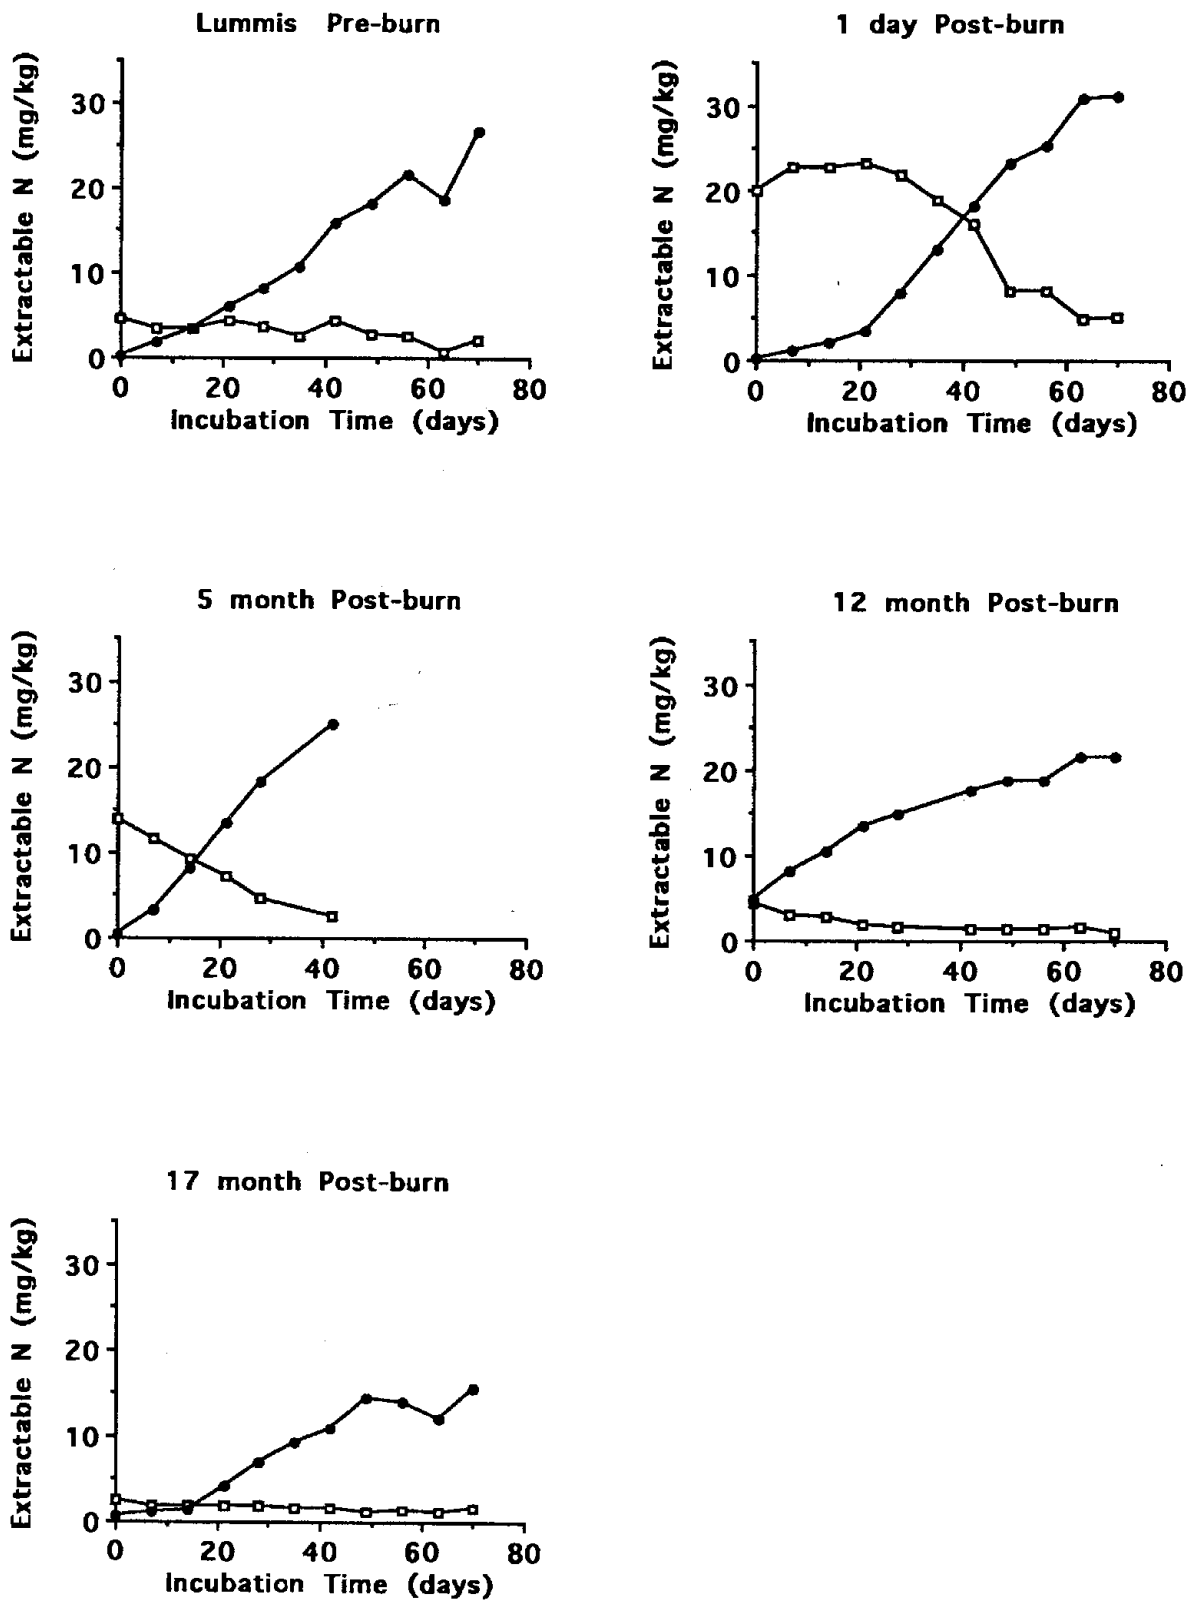 Lummis Pre-burn
Extractable N (mg/kg)
30
20
10
0
0 20 40 60 80
Incubation Time (days)
1 day Post-burn
Extractable N (mg/kg)
30
20
10
0
0 20 40 60 80
Incubation Time (days)
5 month Post-burn
Extractable N (mg/kg)
30
20
10
0
0 20 40 60 80
Incubation Time (days)
12 month Post-burn
Extractable N (mg/kg)
30
20
10
0
0 20 40 60 80
Incubation Time (days)
17 month Post-burn
Extractable N (mg/kg)
30
20
10
0
0 20 40 60 80
Incubation Time (days)